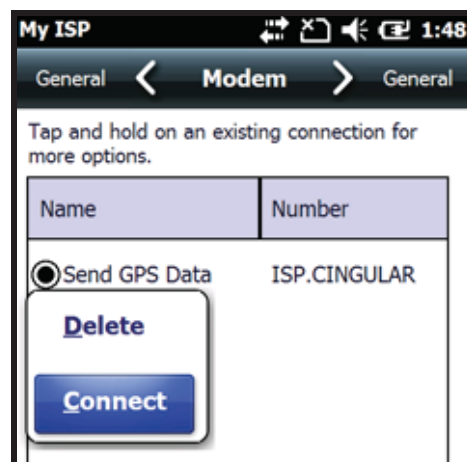 My ISP 1:48
General Modem General
Tap and hold on an existing connection for
more options.
Name Number
Send GPS Data ISP.CINGULAR
Delete
Connect